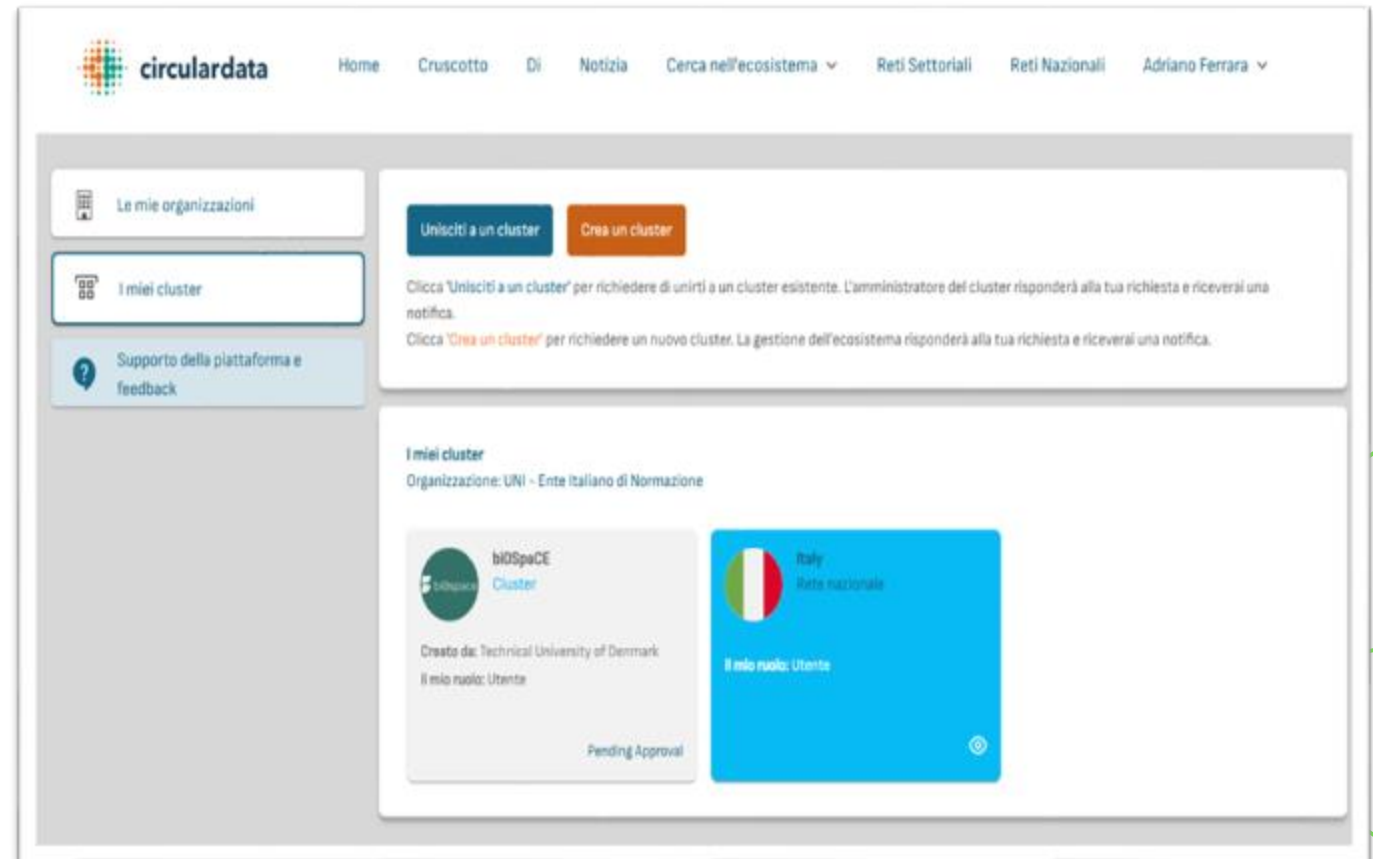 circulardata
Home Cruscotto Di Notizia Cerca nell'ecosistema Reti Settoriali Reti Nazionali Adriano Ferrara
Le mie organizzazioni
I miei cluster
Supporto della piattaforma e
feedback
Unisciti a un cluster Crea un cluster
Clicca 'Unisciti a un cluster' per richiedere di unirti a un cluster esistente. L'amministratore del cluster risponderà alla tua richiesta e riceverai una
notifica.
Clicca 'Crea un cluster' per richiedere un nuovo cluster. La gestione dell'ecosistema risponderà alla tua richiesta e riceverai una notifica.
I miei cluster
Organizzazione: UNI - Ente Italiano di Normazione
biOSpaCE
Cluster
biOspace
Creato da: Technical University of Denmark
Il mio ruolo: Utente
Pending Approval
Italy
Rete nazionale
Il mio ruolo: Utente